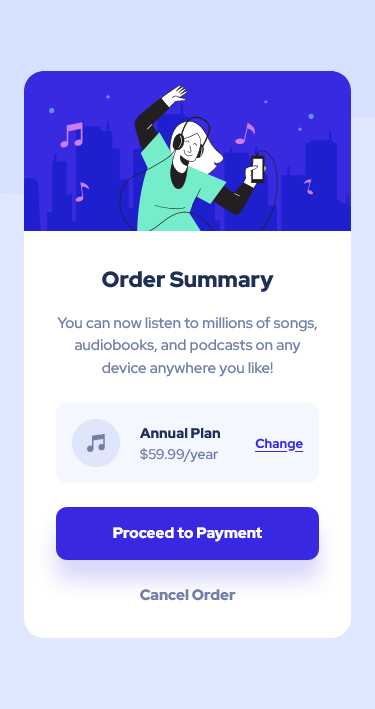 Order Summary
You can now listen to millions of songs,
audiobooks, and podcasts on any
device anywhere you like!
Annual Plan
$59.99/year
Change
Proceed to Payment
Cancel Order